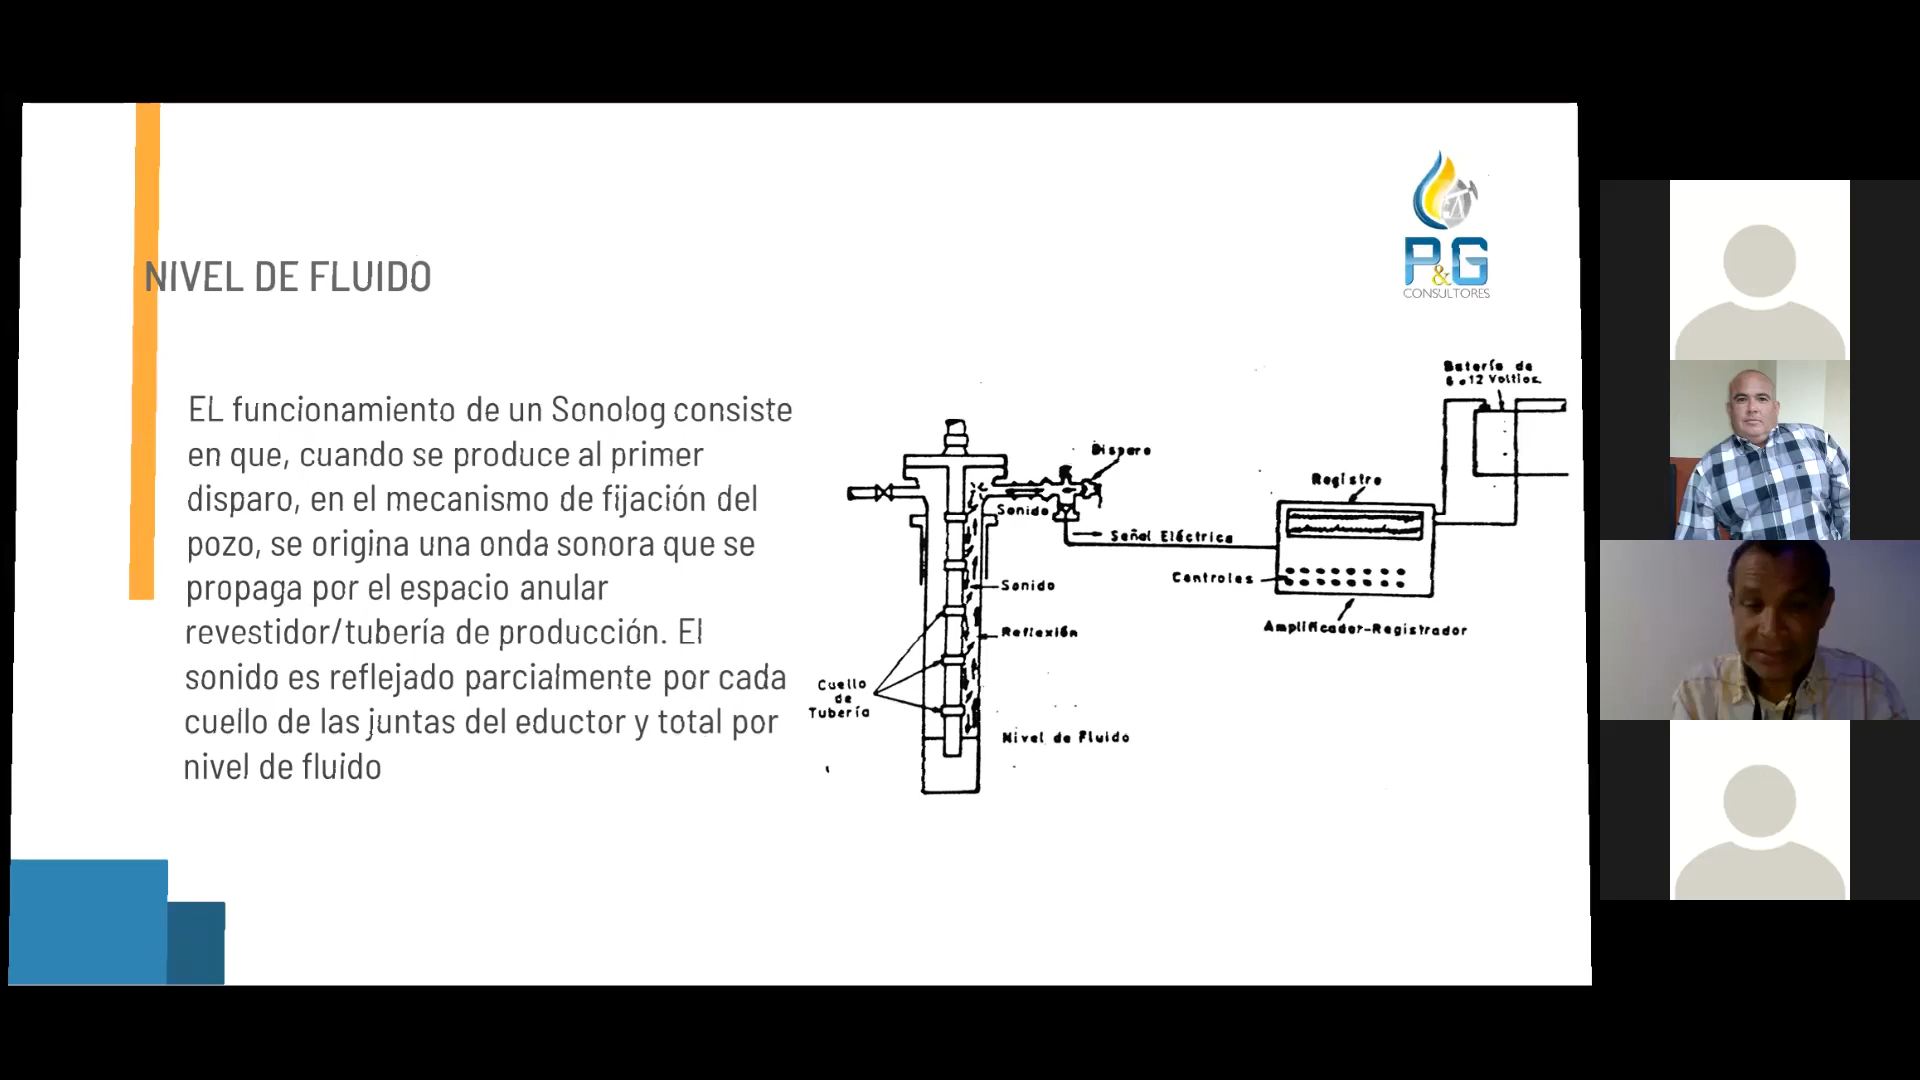 P&G
CONSULTORES
NIVEL DE FLUIDO
EL funcionamiento de un Sonolog consiste
en que, cuando se produce al primer
disparo, en el mecanismo de fijación del
pozo, se origina una onda sonora que se
propaga por el espacio anular
revestidor/tubería de producción. El
sonido es reflejado parcialmente por cada
cuello de las juntas del eductor y total por
nivel de fluido
Batería de
6 o 12 Voltios
Disparo
Registro
Sonido
Señal Eléctrica
Controles
Sonido
Reflexión
Amplificador-Registrador
Cuello
de
Tubería
Nivel de Fluido